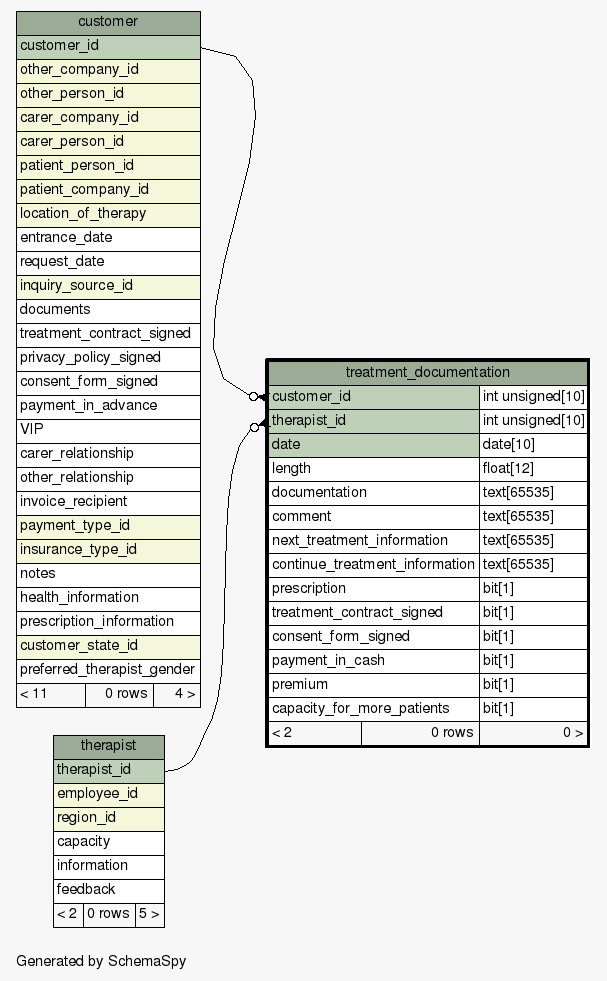 customer
customer_id
other_company_id
other_person_id
carer_company_id
carer_person_id
patient_person_id
patient_company_id
location_of_therapy
entrance_date
request_date
inquiry_source_id
documents
treatment_contract_signed
privacy_policy_signed
consent_form_signed
payment_in_advance
VIP
carer_relationship
other_relationship
invoice_recipient
payment_type_id
insurance_type_id
notes
health_information
prescription_information
customer_state_id
preferred_therapist_gender
< 11 0 rows 4 >
treatment_documentation
customer_id int unsigned[10]
therapist_id int unsigned[10]
date date[10]
length float[12]
documentation text[65535]
comment text[65535]
next_treatment_information text[65535]
continue_treatment_information text[65535]
prescription bit[1]
treatment_contract_signed bit[1]
consent_form_signed bit[1]
payment_in_cash bit[1]
premium bit[1]
capacity_for_more_patients bit[1]
< 2 0 rows 0 >
therapist
therapist_id
employee_id
region_id
capacity
information
feedback
< 2 0 rows 5 >
Generated by SchemaSpy